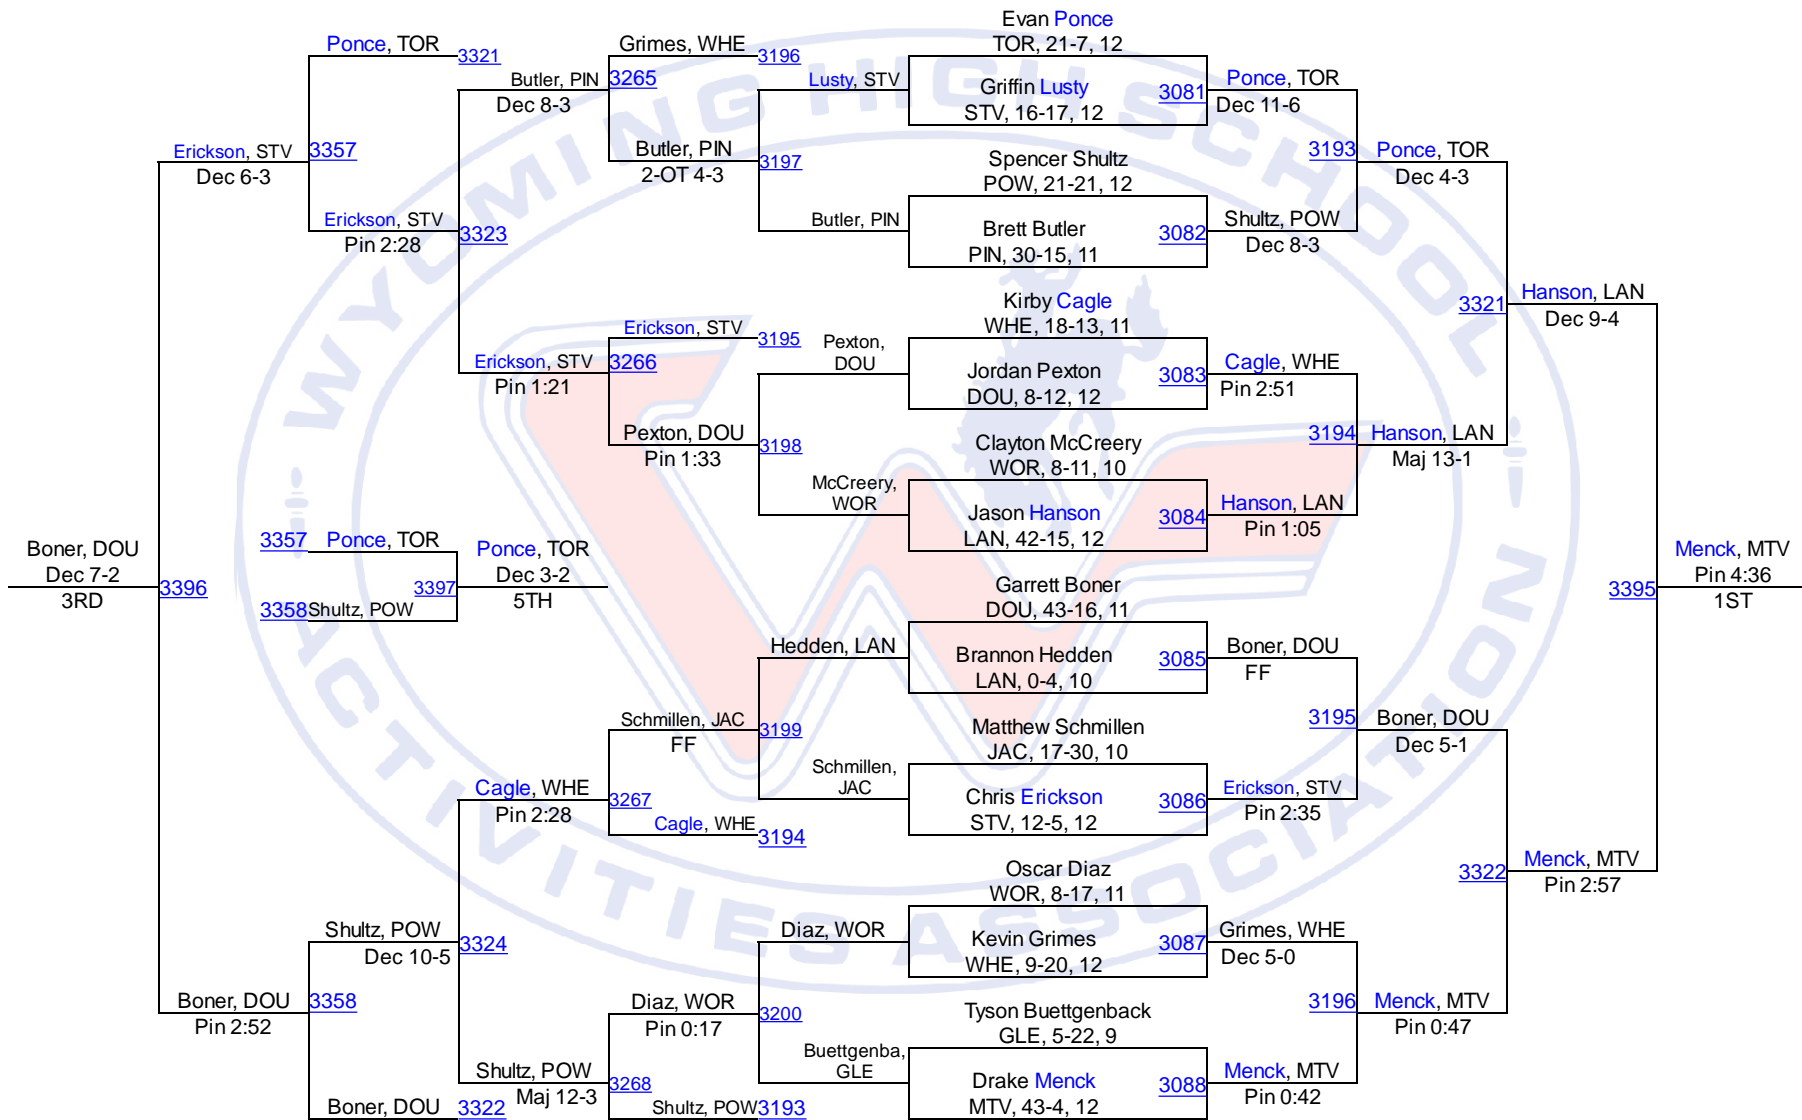 Evan Ponce
TOR, 21-7, 12
Ponce, TOR
3321
Grimes, WHE
3196
Butler, PIN
3265
Dec 8-3
Lusty, STV
Griffin Lusty
STV, 16-17, 12
3081
Ponce, TOR
Dec 11-6
Erickson, STV
3357
Dec 6-3
Butler, PIN
2-OT 4-3
3197
Spencer Shultz
POW, 21-21, 12
3193
Ponce, TOR
Dec 4-3
Erickson, STV
Pin 2:28
3323
Butler, PIN
Brett Butler
PIN, 30-15, 11
3082
Shultz, POW
Dec 8-3
Kirby Cagle
WHE, 18-13, 11
3321
Hanson, LAN
Dec 9-4
Erickson, STV
3195
Erickson, STV
3266
Pin 1:21
Pexton,
DOU
Jordan Pexton
DOU, 8-12, 12
3083
Cagle, WHE
Pin 2:51
Pexton, DOU
Pin 1:33
3198
Clayton McCreery
WOR, 8-11, 10
3194
Hanson, LAN
Maj 13-1
McCreery,
WOR
Jason Hanson
LAN, 42-15, 12
3084
Hanson, LAN
Pin 1:05
Boner, DOU
Dec 7-2
3RD
3396
3357
Ponce, TOR
3358
Shultz, POW
3397
Ponce, TOR
Dec 3-2
5TH
Garrett Boner
DOU, 43-16, 11
3395
Menck, MTV
Pin 4:36
1ST
Hedden, LAN
Brannon Hedden
LAN, 0-4, 10
3085
Boner, DOU
FF
Schmillen, JAC
FF
3199
Matthew Schmillen
JAC, 17-30, 10
3195
Boner, DOU
Dec 5-1
Cagle, WHE
Pin 2:28
3267
Cagle, WHE
3194
Schmillen,
JAC
Chris Erickson
STV, 12-5, 12
3086
Erickson, STV
Pin 2:35
Oscar Diaz
WOR, 8-17, 11
3322
Menck, MTV
Pin 2:57
Shultz, POW
Dec 10-5
3324
Diaz, WOR
Kevin Grimes
WHE, 9-20, 12
3087
Grimes, WHE
Dec 5-0
Boner, DOU
Pin 2:52
3358
Diaz, WOR
Pin 0:17
3200
Tyson Buettgenback
GLE, 5-22, 9
3196
Menck, MTV
Pin 0:47
Shultz, POW
Maj 12-3
3268
Buettgenba,
GLE
Drake Menck
MTV, 43-4, 12
3088
Menck, MTV
Pin 0:42
Boner, DOU
3322
Shultz, POW
3193
WYOMING HIGH SCHOOL
ACTIVITIES ASSOCIATION